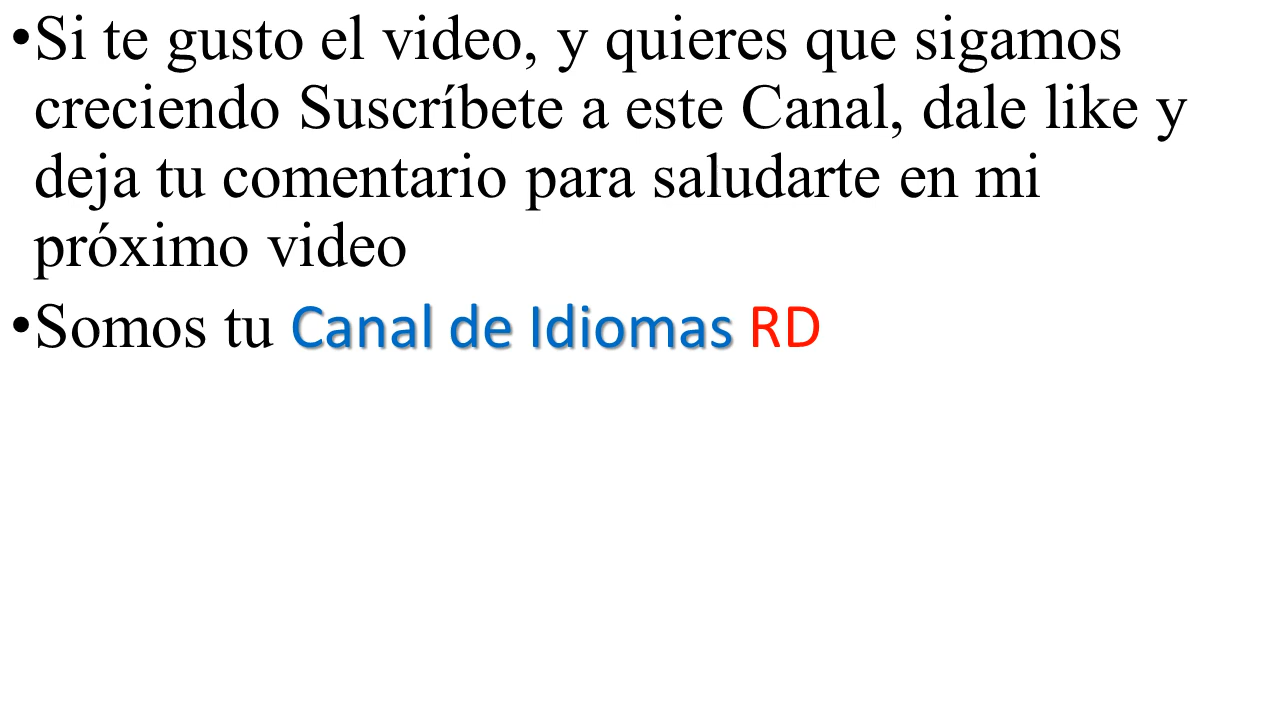 •Si te gusto el video, y quieres que sigamos
creciendo Suscríbete a este Canal, dale like y
deja tu comentario para saludarte en mi
próximo video
•Somos tu Canal de Idiomas RD